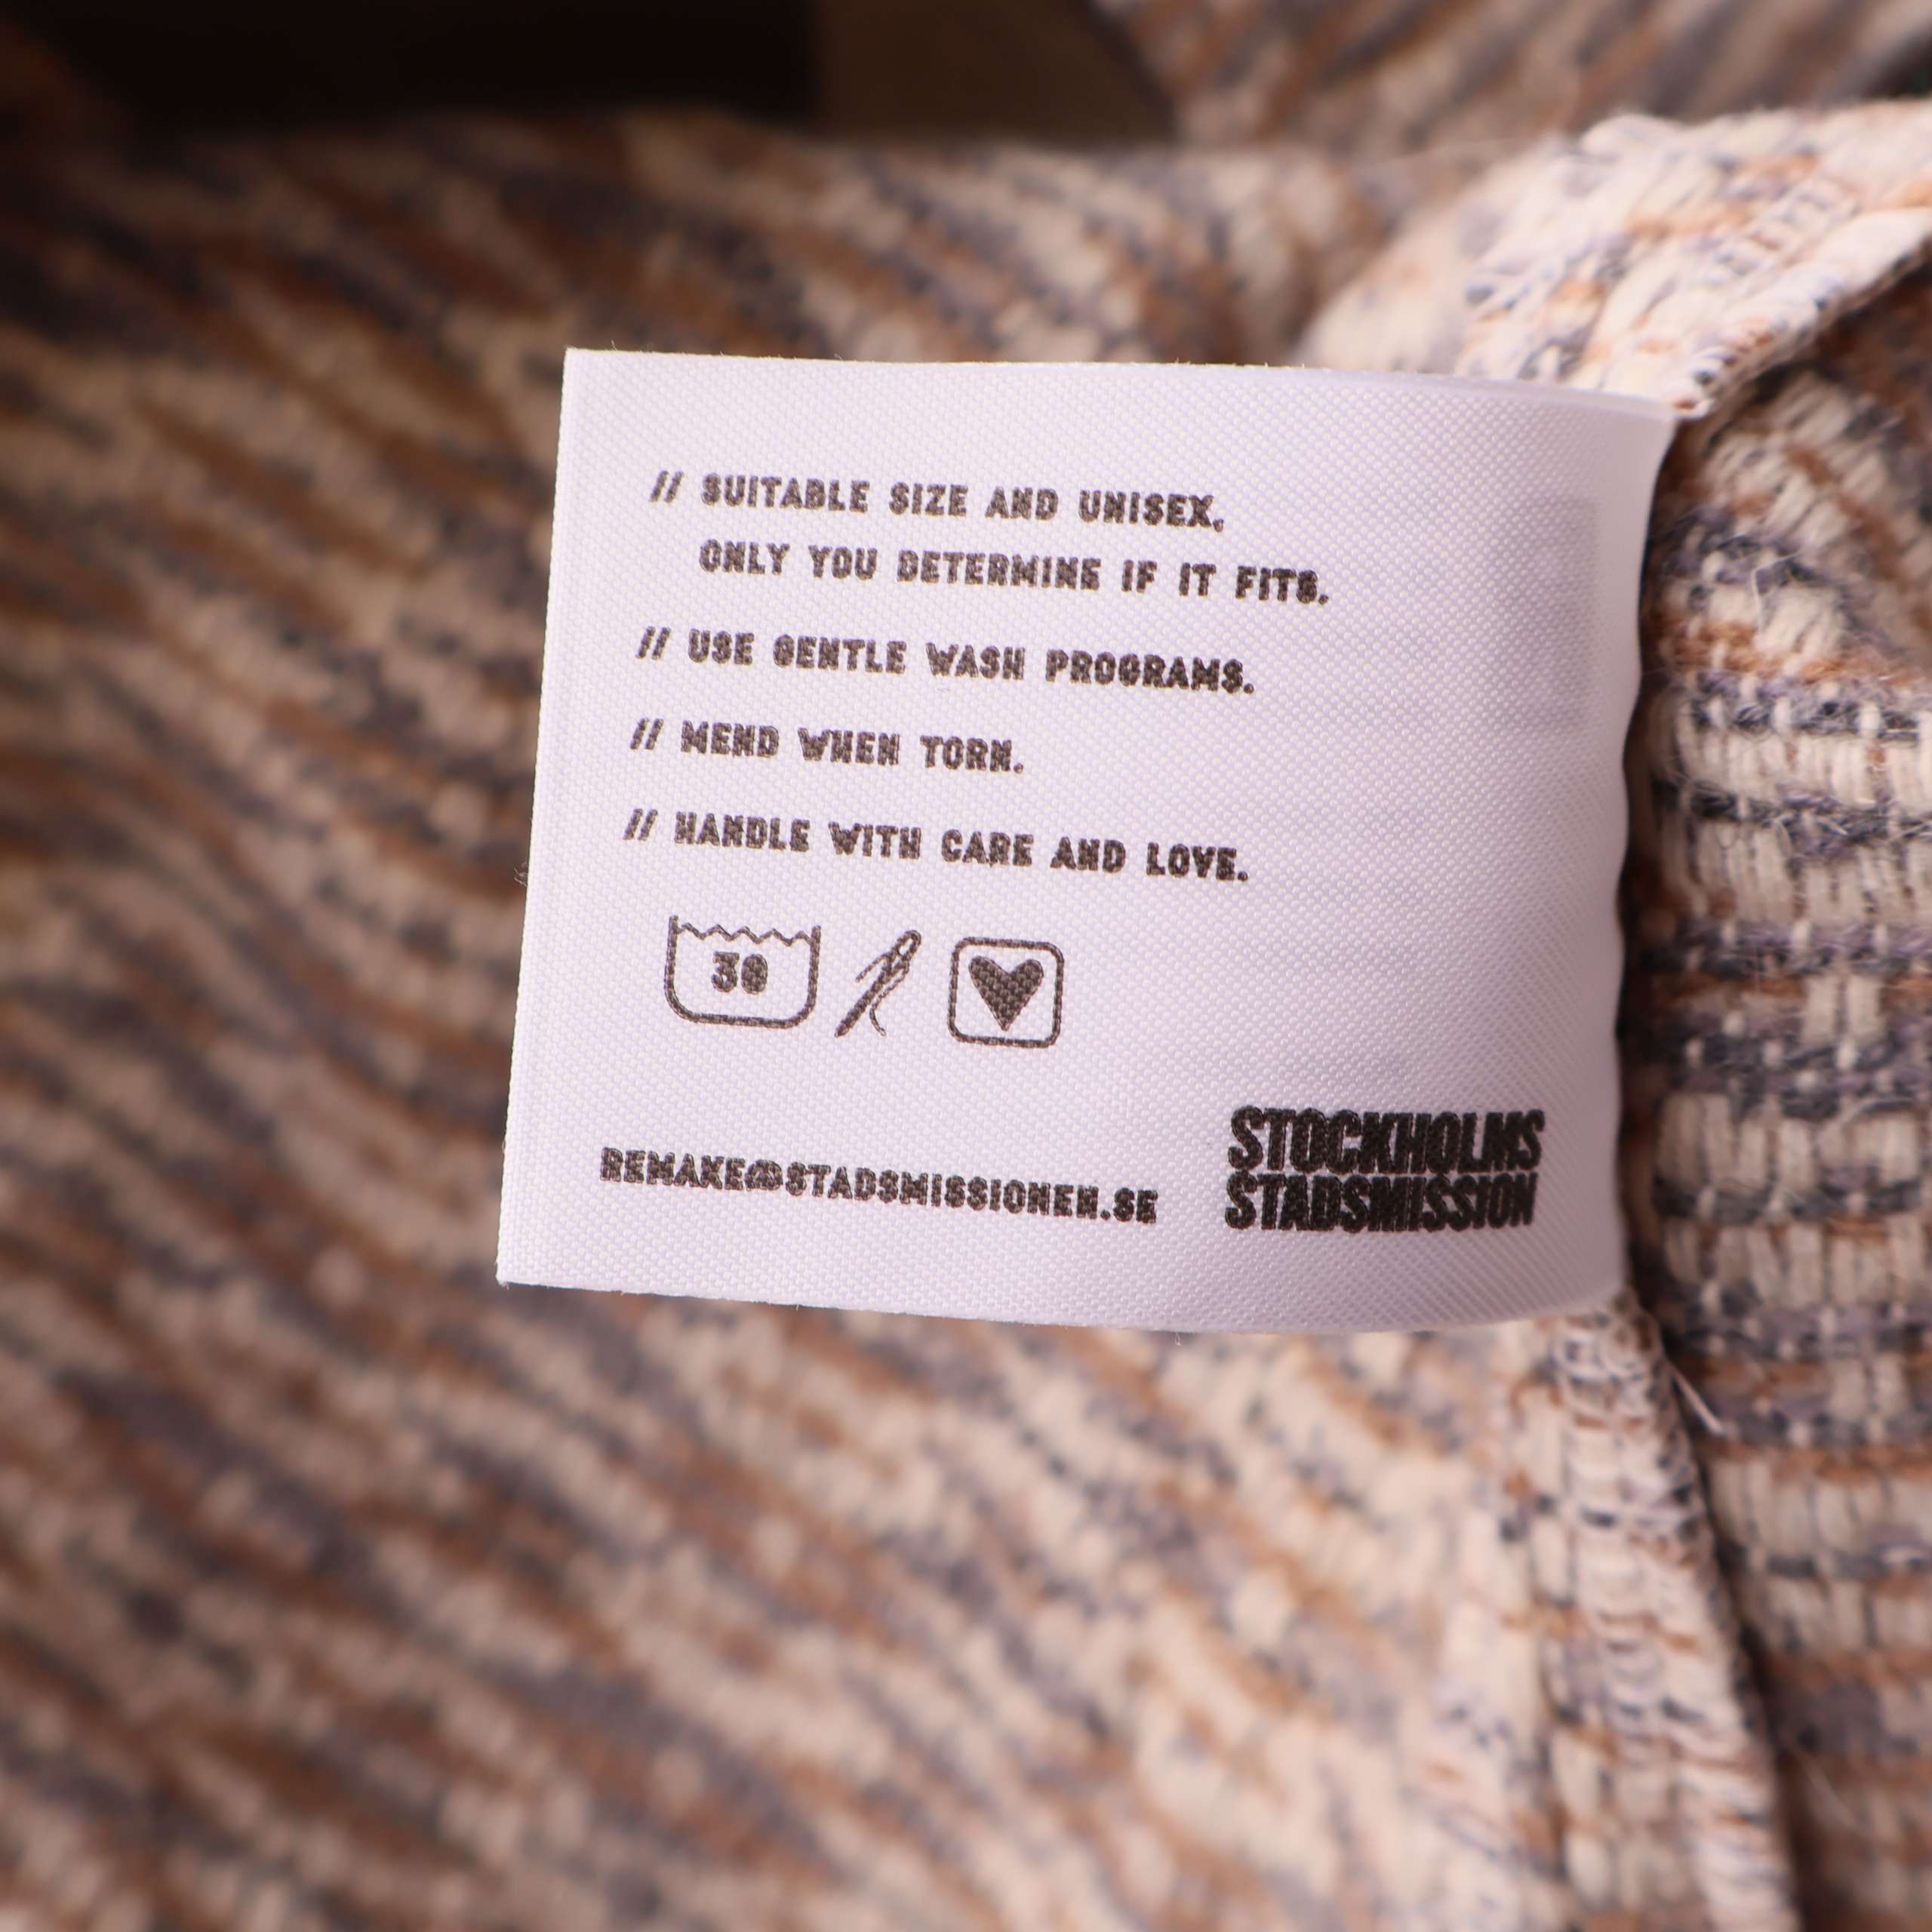 // SUITABLE SIZE AND UNISEX.
ONLY YOU DETERMINE IF IT FITS.
// USE GENTLE WASH PROGRAMS.
// MEND WHEN TORN.
// HANDLE WITH CARE AND LOVE.
30
REMAKE@STADSMISSIONEN.SE
STOCKHOLMS
STADSMISSION